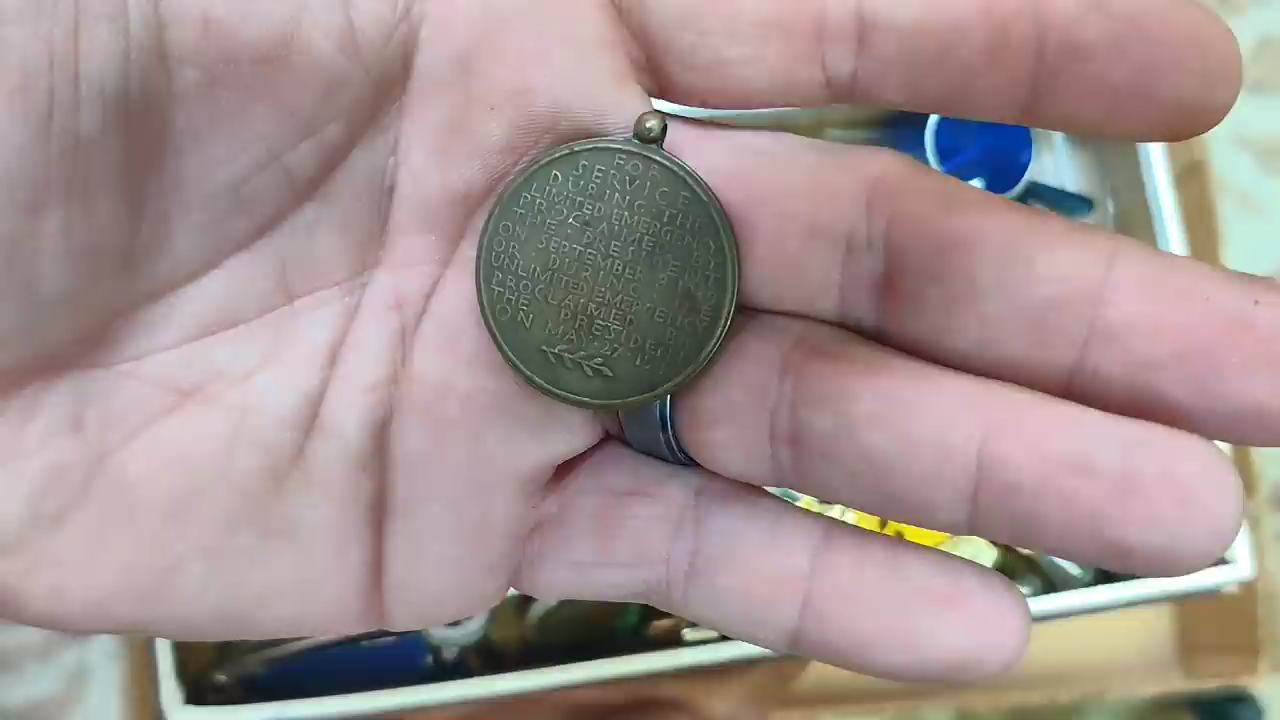 FOR
SERVICE
DURING THE
LIMITED EMERGENCY
PROCLAIMED BY
THE PRESIDENT
ON SEPTEMBER 8
OR DURING
UNLIMITED EMERGENCY
PROCLAIMED BY
THE PRESIDENT
ON MAY 27